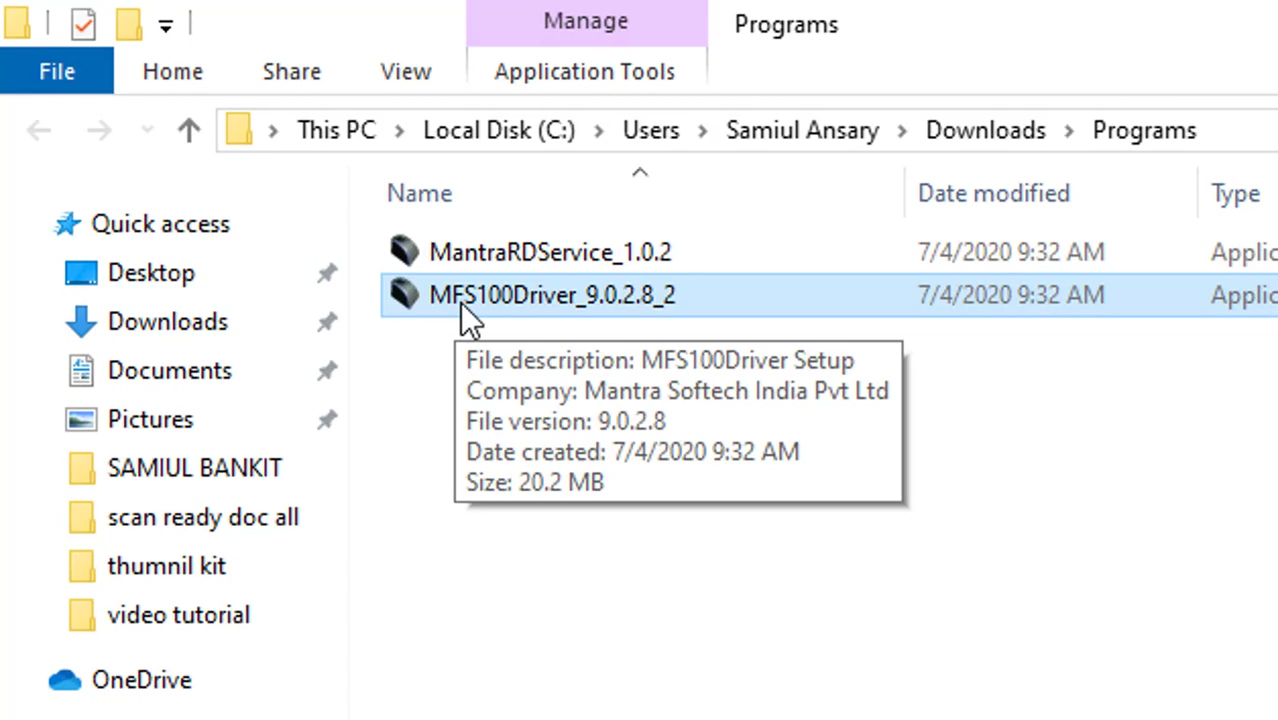 Manage
Programs
File
Home
Share
View
Application Tools
This PC
Local Disk (C:)
Users
Samiul Ansary
Downloads
Programs
Name
Date modified
Type
Quick access
Desktop
Downloads
Documents
Pictures
SAMIUL BANKIT
scan ready doc all
thumnil kit
video tutorial
OneDrive
MantraRDService_1.0.2
7/4/2020 9:32 AM
Applic
MFS100Driver_9.0.2.8_2
7/4/2020 9:32 AM
Applic
File description: MFS100Driver Setup
Company: Mantra Softech India Pvt Ltd
File version: 9.0.2.8
Date created: 7/4/2020 9:32 AM
Size: 20.2 MB